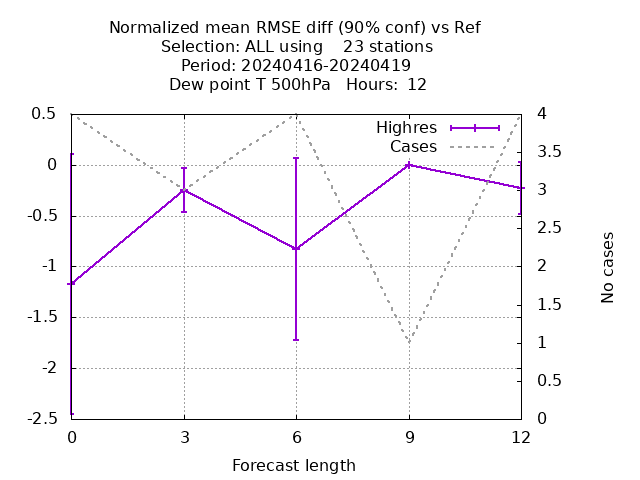 Normalized mean RMSE diff (90% conf) vs Ref
Selection: ALL using    23 stations
Period: 20240416-20240419
Dew point T 500hPa   Hours:  12
Highres
Cases
0.5
0
-0.5
-1
-1.5
-2
-2.5
4
3.5
3
2.5
2
1.5
1
0.5
0
No cases
0 3 6 9 12
Forecast length